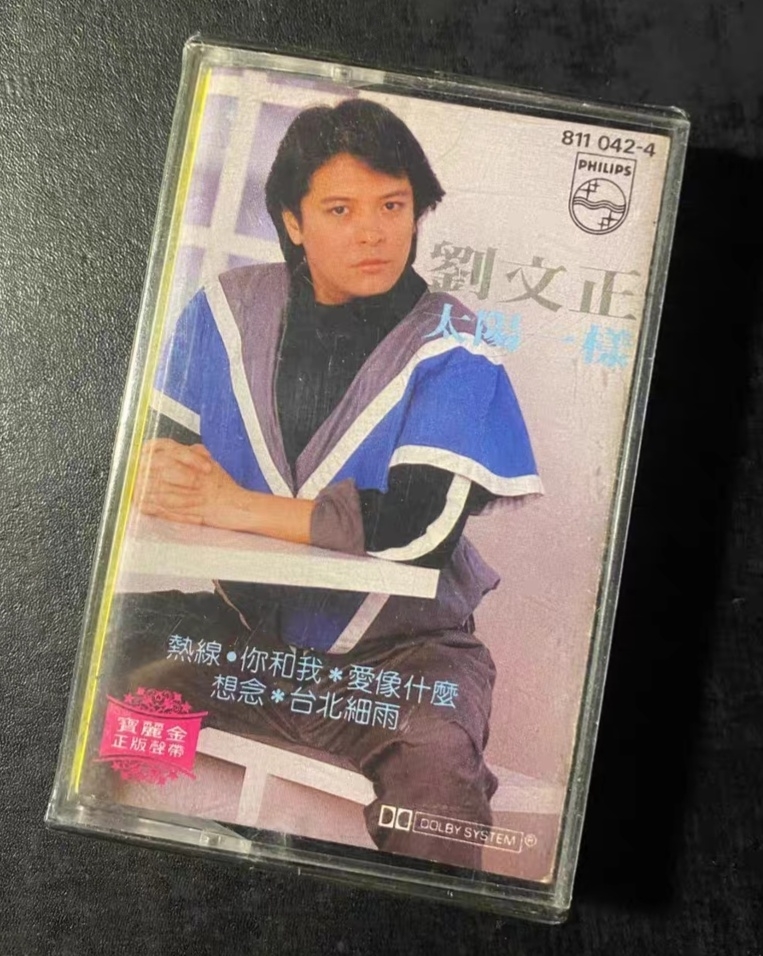 811 042-4
PHILIPS
劉文正
太陽一樣
熱線•你和我*愛像什麼
想念*台北細雨
寶麗金
正版聲帶
DOLBY SYSTEM ®